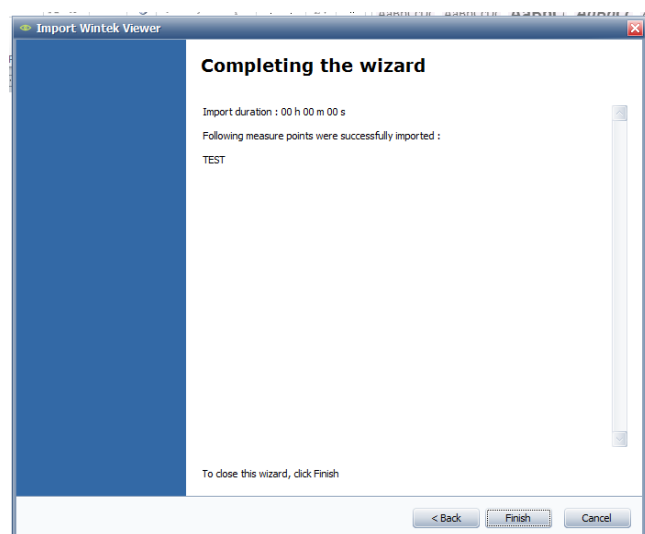 Import Wintek Viewer
Completing the wizard
Import duration : 00 h 00 m 00 s
Following measure points were successfully imported :
TEST
To close this wizard, click Finish
< Back
Finish
Cancel